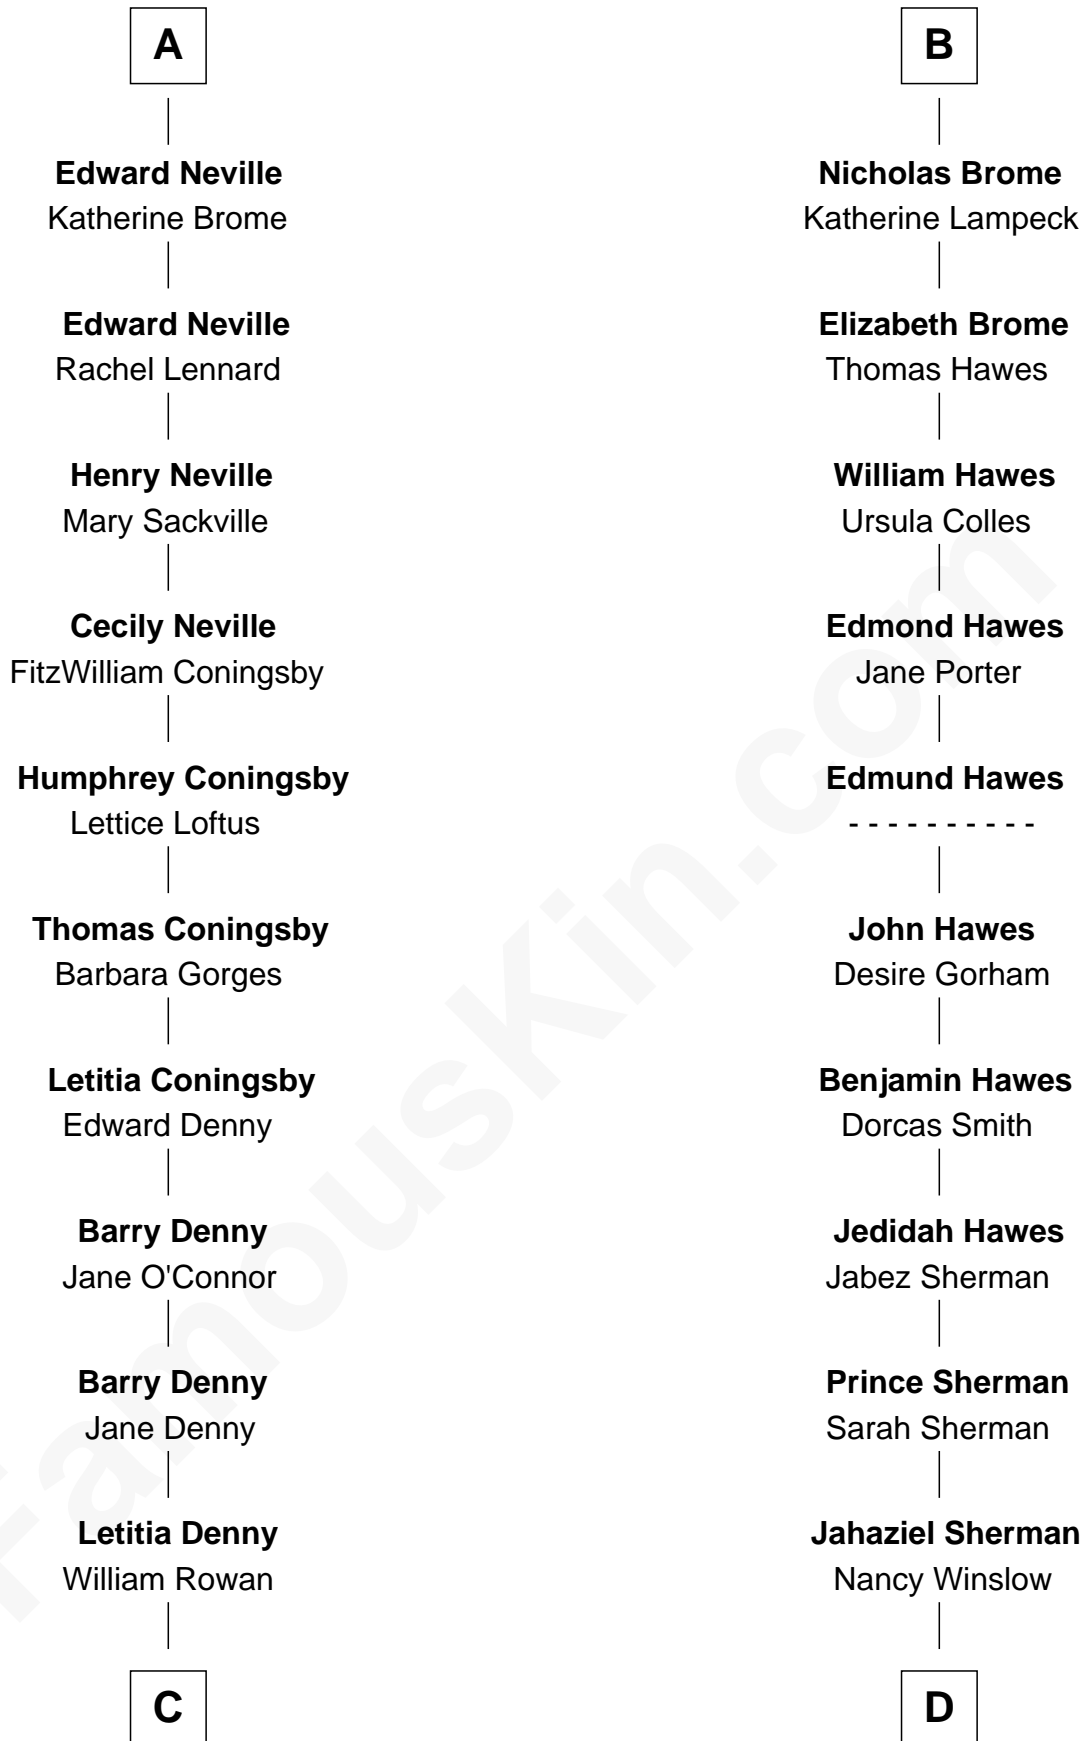 A
Edward Neville
Katherine Brome
Edward Neville
Rachel Lennard
Henry Neville
Mary Sackville
Cecily Neville
FitzWilliam Coningsby
Humphrey Coningsby
Lettice Loftus
Thomas Coningsby
Barbara Gorges
Letitia Coningsby
Edward Denny
Barry Denny
Jane O'Connor
Barry Denny
Jane Denny
Letitia Denny
William Rowan
C
B
Nicholas Brome
Katherine Lampeck
Elizabeth Brome
Thomas Hawes
William Hawes
Ursula Colles
Edmond Hawes
Jane Porter
Edmund Hawes
- - - - - - - - - -
John Hawes
Desire Gorham
Benjamin Hawes
Dorcas Smith
Jedidah Hawes
Jabez Sherman
Prince Sherman
Sarah Sherman
Jahaziel Sherman
Nancy Winslow
D
FamousKin.com